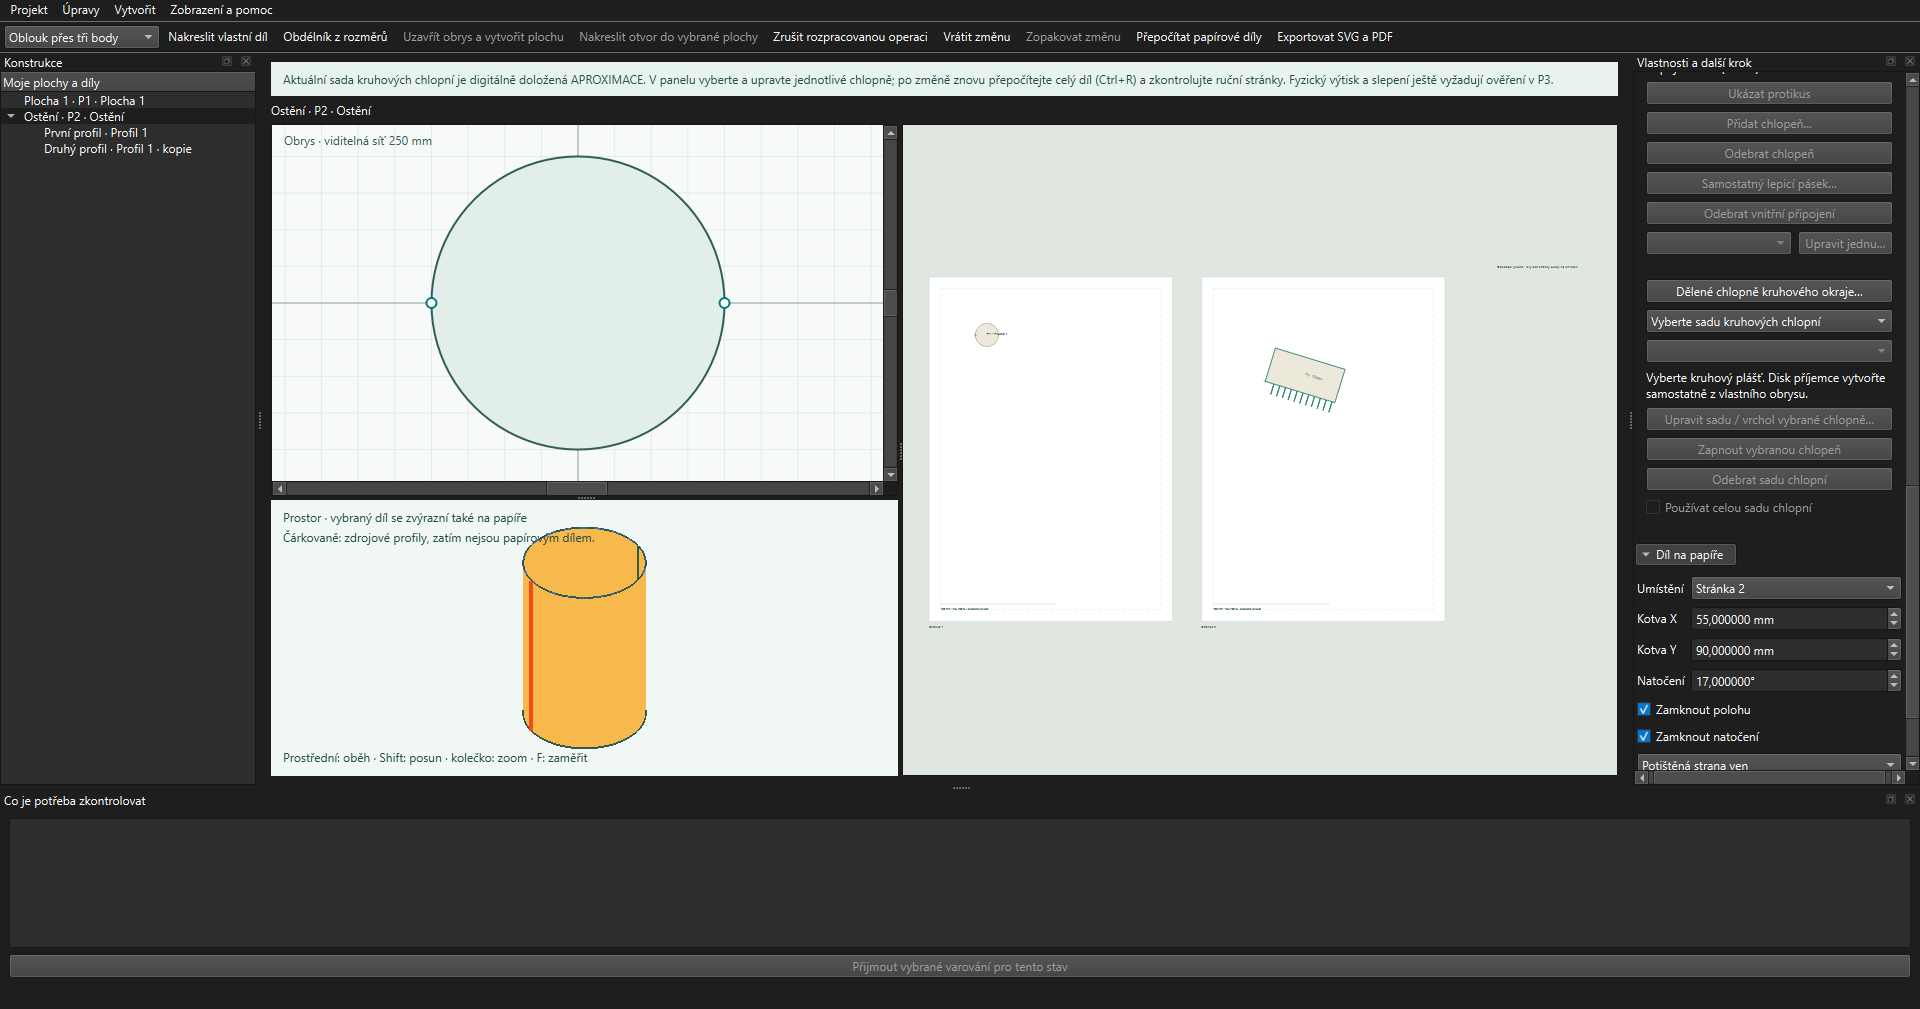 Projekt Úpravy Vytvořit Zobrazení a pomoc
Oblouk přes tři body Nakreslit vlastní díl Obdélník z rozměrů Uzavřít obrys a vytvořit plochu Nakreslit otvor do vybrané plochy Zrušit rozpracovanou operaci Vrátit změnu Zopakovat změnu Přepočítat papírové díly Exportovat SVG a PDF
Konstrukce
Moje plochy a díly
Plocha 1 · P1 · Plocha 1
Ostění · P2 · Ostění
První profil · Profil 1
Druhý profil · Profil 1 · kopie
Aktuální sada kruhových chlopní je digitálně doložená APROXIMACE. V panelu vyberte a upravte jednotlivé chlopně; po změně znovu přepočítejte celý díl (Ctrl+R) a zkontrolujte ruční stránky. Fyzický výtisk a slepení ještě vyžadují ověření v P3.
Ostění · P2 · Ostění
Obrys · viditelná síť 250 mm
Prostor · vybraný díl se zvýrazní také na papíře
Čárkovaně: zdrojové profily, zatím nejsou papírovým dílem.
Prostřední: oběh · Shift: posun · kolečko: zoom · F: zaměřit
Vlastnosti a další krok
Ukázat protikus
Přidat chlopeň...
Odebrat chlopeň
Samostatný lepicí pásek...
Odebrat vnitřní připojení
Upravit jednu...
Dělené chlopně kruhového okraje...
Vyberte sadu kruhových chlopní
Vyberte kruhový plášť. Disk příjemce vytvořte
samostatně z vlastního obrysu.
Upravit sadu / vrchol vybrané chlopně...
Zapnout vybranou chlopeň
Odebrat sadu chlopní
Používat celou sadu chlopní
Díl na papíře
Umístění Stránka 2
Kotva X 55,000000 mm
Kotva Y 90,000000 mm
Natočení 17,000000°
Zamknout polohu
Zamknout natočení
Potištěná strana ven
Co je potřeba zkontrolovat
Přijmout vybrané varování pro tento stav